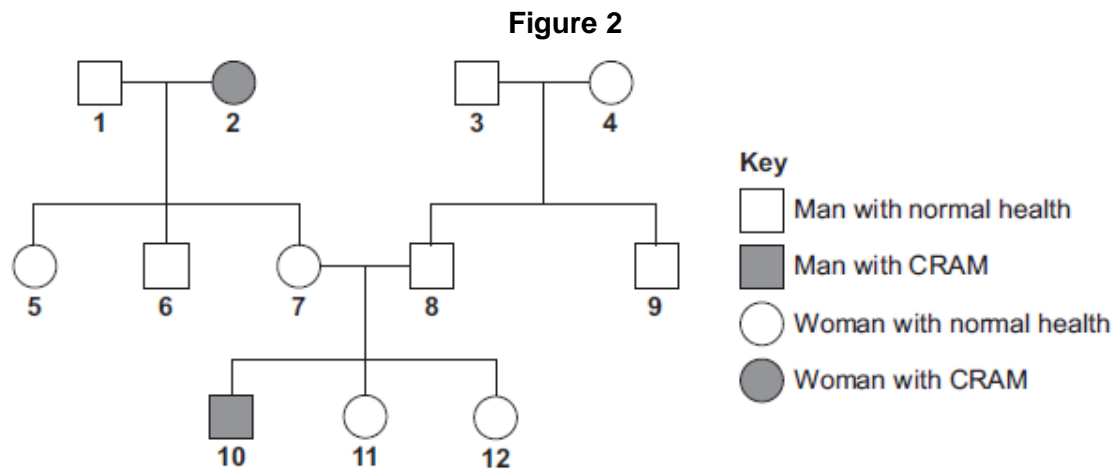 Figure 2
1
2
3
4
Key
Man with normal health
Man with CRAM
Woman with normal health
Woman with CRAM
5
6
7
8
9
10
11
12